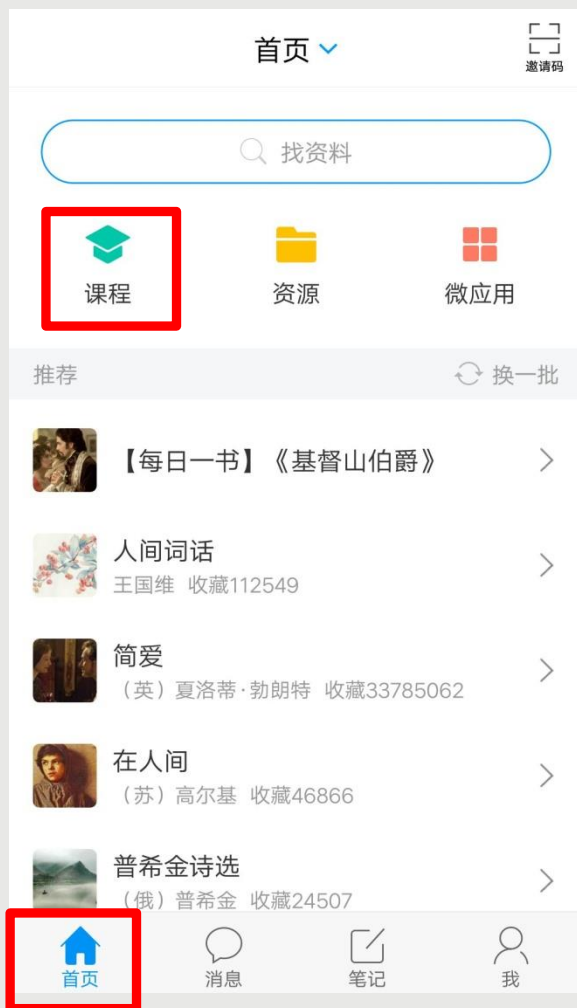 首页
邀请码
找资料
课程 资源 微应用
推荐 换一批
【每日一书】《基督山伯爵》
人间词话
王国维 收藏112549
简爱
（英）夏洛蒂·勃朗特 收藏33785062
在人间
（苏）高尔基 收藏46866
普希金诗选
（俄）普希金 收藏24507
首页 消息 笔记 我